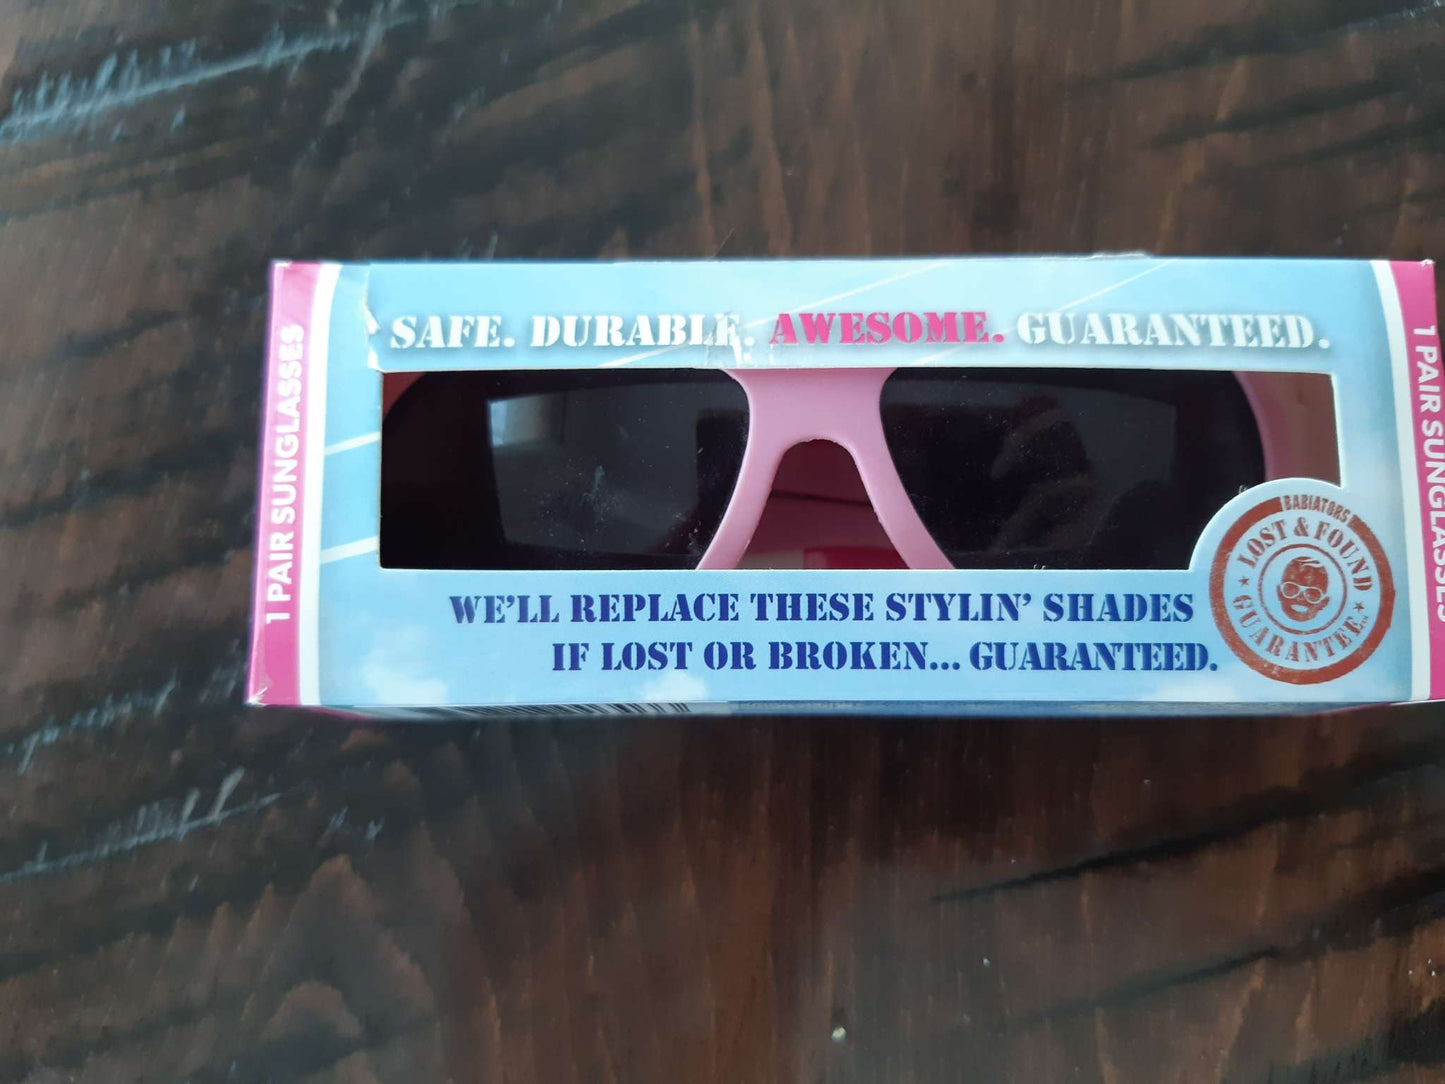 SAFE. DURABLE. AWESOME. GUARANTEED.
1 PAIR SUNGLASSES
1 PAIR SUNGLASSES
WE'LL REPLACE THESE STYLIN' SHADES
IF LOST OR BROKEN... GUARANTEED.
BABIATORS
LOST & FOUND
GUARANTEE